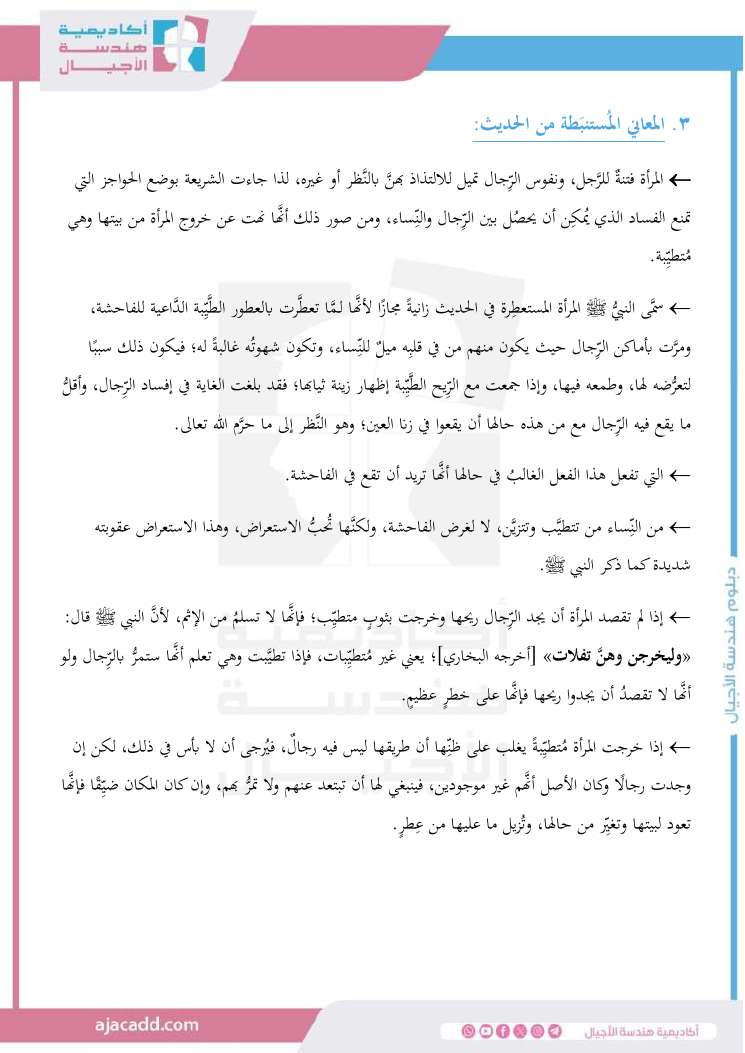 أكاديمية
هندسة
الأجيال
٣. المعاني المُستنبَطة من الحديث:
← المرأة فتنةٌ للرَّجل، ونفوس الرِّجال تميل للالتذاذ بهنَّ بالنَّظر أو غيره، لذا جاءت الشريعة بوضع الحواجز التي
تمنع الفساد الذي يُمكِن أن يحصُل بين الرِّجال والنِّساء، ومن صور ذلك أنَّها نهت عن خروج المرأة من بيتها وهي
مُتطيِّبة.
← سمَّى النبيُّ ﷺ المرأة المستعطِرة في الحديث زانيةً مجازًا لأنَّها لـمَّا تعطَّرت بالعطور الطَّيِّبة الدَّاعية للفاحشة،
ومرَّت بأماكن الرِّجال حيث يكون منهم من في قلبِه ميلٌ للنِّساء، وتكون شهوتُه غالبةً له؛ فيكون ذلك سببًا
لتعرُّضه لها، وطمعه فيها، وإذا جمعت مع الرِّيح الطَّيِّبة إظهار زينة ثيابها؛ فقد بلغت الغاية في إفساد الرِّجال، وأقلُّ
ما يقع فيه الرِّجال مع من هذه حالها أن يقعوا في زنا العين؛ وهو النَّظر إلى ما حرَّم الله تعالى.
← التي تفعل هذا الفعل الغالبُ في حالها أنَّها تريد أن تقع في الفاحشة.
← من النِّساء من تتطيَّب وتتزيَّن، لا لغرض الفاحشة، ولكنَّها تُحبُّ الاستعراض، وهذا الاستعراض عقوبته
شديدة كما ذكر النبي ﷺ.
← إذا لم تقصد المرأة أن يجد الرِّجال ريحها وخرجت بثوبٍ متطيِّب؛ فإنَّها لا تسلمُ من الإثم، لأنَّ النبي ﷺ قال:
«وليخرجن وهنَّ تفلات» [أخرجه البخاري]؛ يعني غير مُتطيِّبات، فإذا تطيَّبت وهي تعلم أنَّها ستمرُّ بالرِّجال ولو
أنَّها لا تقصدُ أن يجدوا ريحها فإنَّها على خطرٍ عظيمٍ.
← إذا خرجت المرأة مُتطيِّبةً يغلب على ظنِّها أن طريقها ليس فيه رجالٌ، فيُرجى أن لا بأس في ذلك، لكن إن
وجدت رجالًا وكان الأصل أنَّهم غير موجودين، فينبغي لها أن تبتعد عنهم ولا تمرُّ بهم، وإن كان المكان ضيِّقًا فإنَّها
تعود لبيتها وتغيِّر من حالها، وتُزيل ما عليها من عِطرٍ.
دبلوم هندسة الأجيال
أكاديمية
هندسة
الأجيال
أكاديمية هندسة الأجيال
ajacadd.com